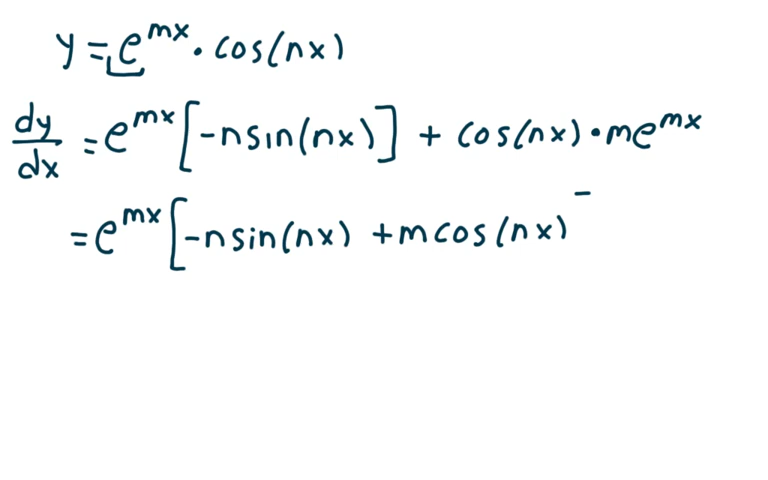 y = e^{mx} · cos(nx)
dy/dx = e^{mx} [-n sin(nx)] + cos(nx) · me^{mx}
= e^{mx} [-n sin(nx) + m cos(nx)